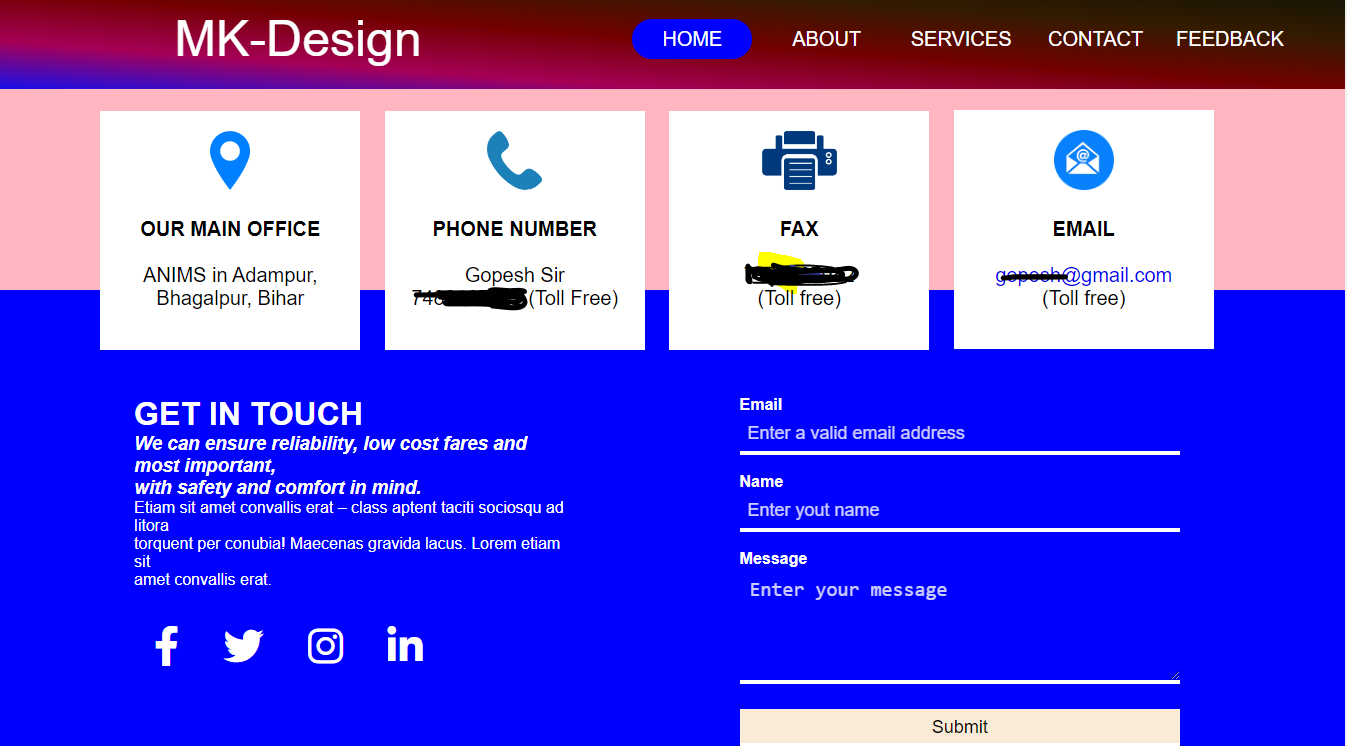 MK-Design
HOME ABOUT SERVICES CONTACT FEEDBACK
OUR MAIN OFFICE
ANIMS in Adampur,
Bhagalpur, Bihar
PHONE NUMBER
Gopesh Sir
(Toll Free)
FAX
(Toll free)
EMAIL
@gmail.com
(Toll free)
GET IN TOUCH
We can ensure reliability, low cost fares and
most important,
with safety and comfort in mind.
Etiam sit amet convallis erat – class aptent taciti sociosqu ad
litora
torquent per conubia! Maecenas gravida lacus. Lorem etiam
sit
amet convallis erat.
Email
Enter a valid email address
Name
Enter yout name
Message
Enter your message
Submit